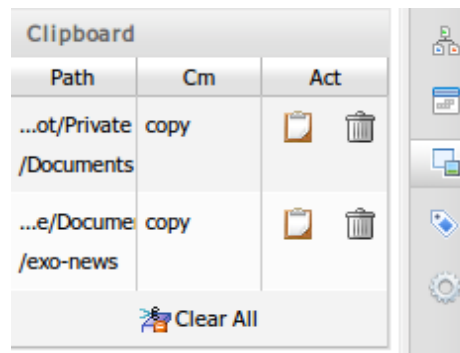 Clipboard
Path Cm Act
...ot/Private copy
/Documents
...e/Docume copy
/exo-news
Clear All